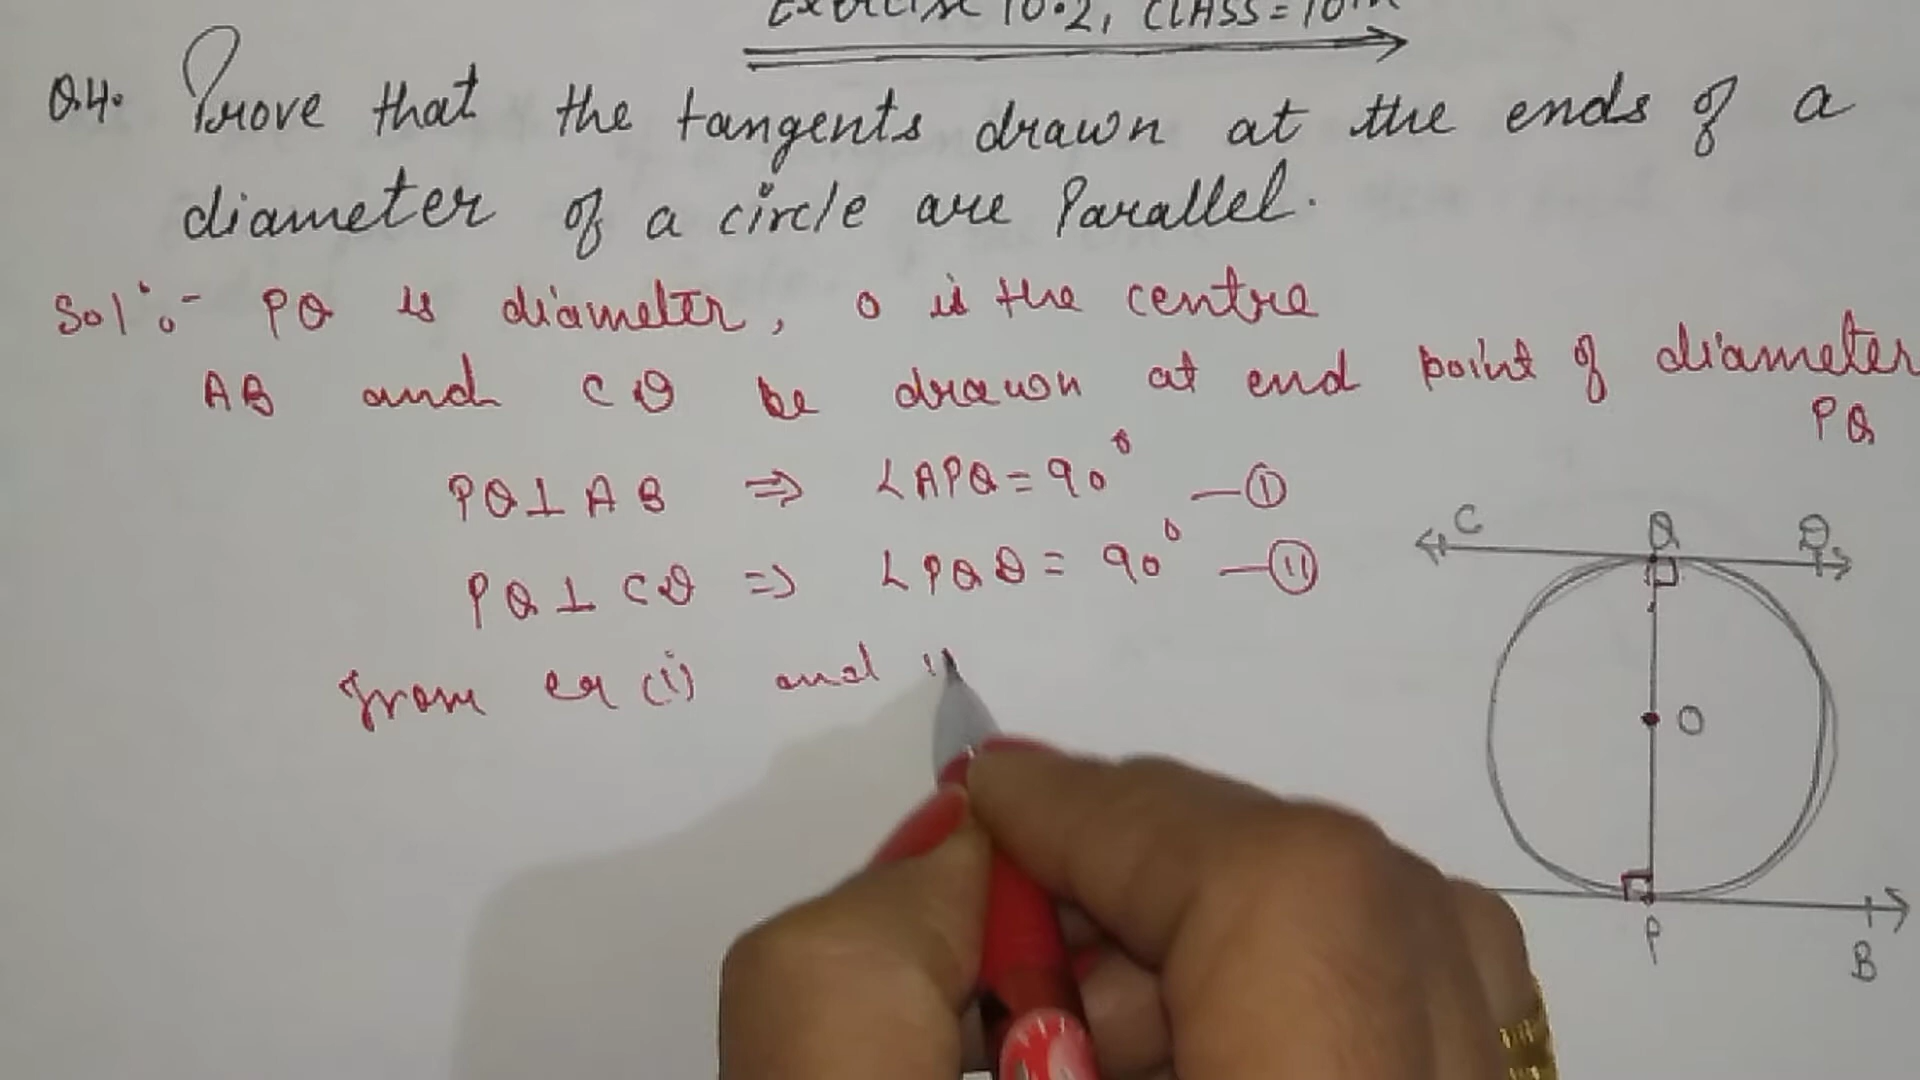 Exercise 10.2, CLASS = 10th
Q4. Prove that the tangents drawn at the ends of a
diameter of a circle are Parallel.
Sol:- PQ is diameter, O is the centre
AB and CD be drawn at end point of diameter
PQ
PQ ⊥ AB ⇒ ∠APQ = 90° —(I)
PQ ⊥ CD ⇒ ∠PQD = 90° —(II)
from eq (i) and ii
C Q D
O
P
B